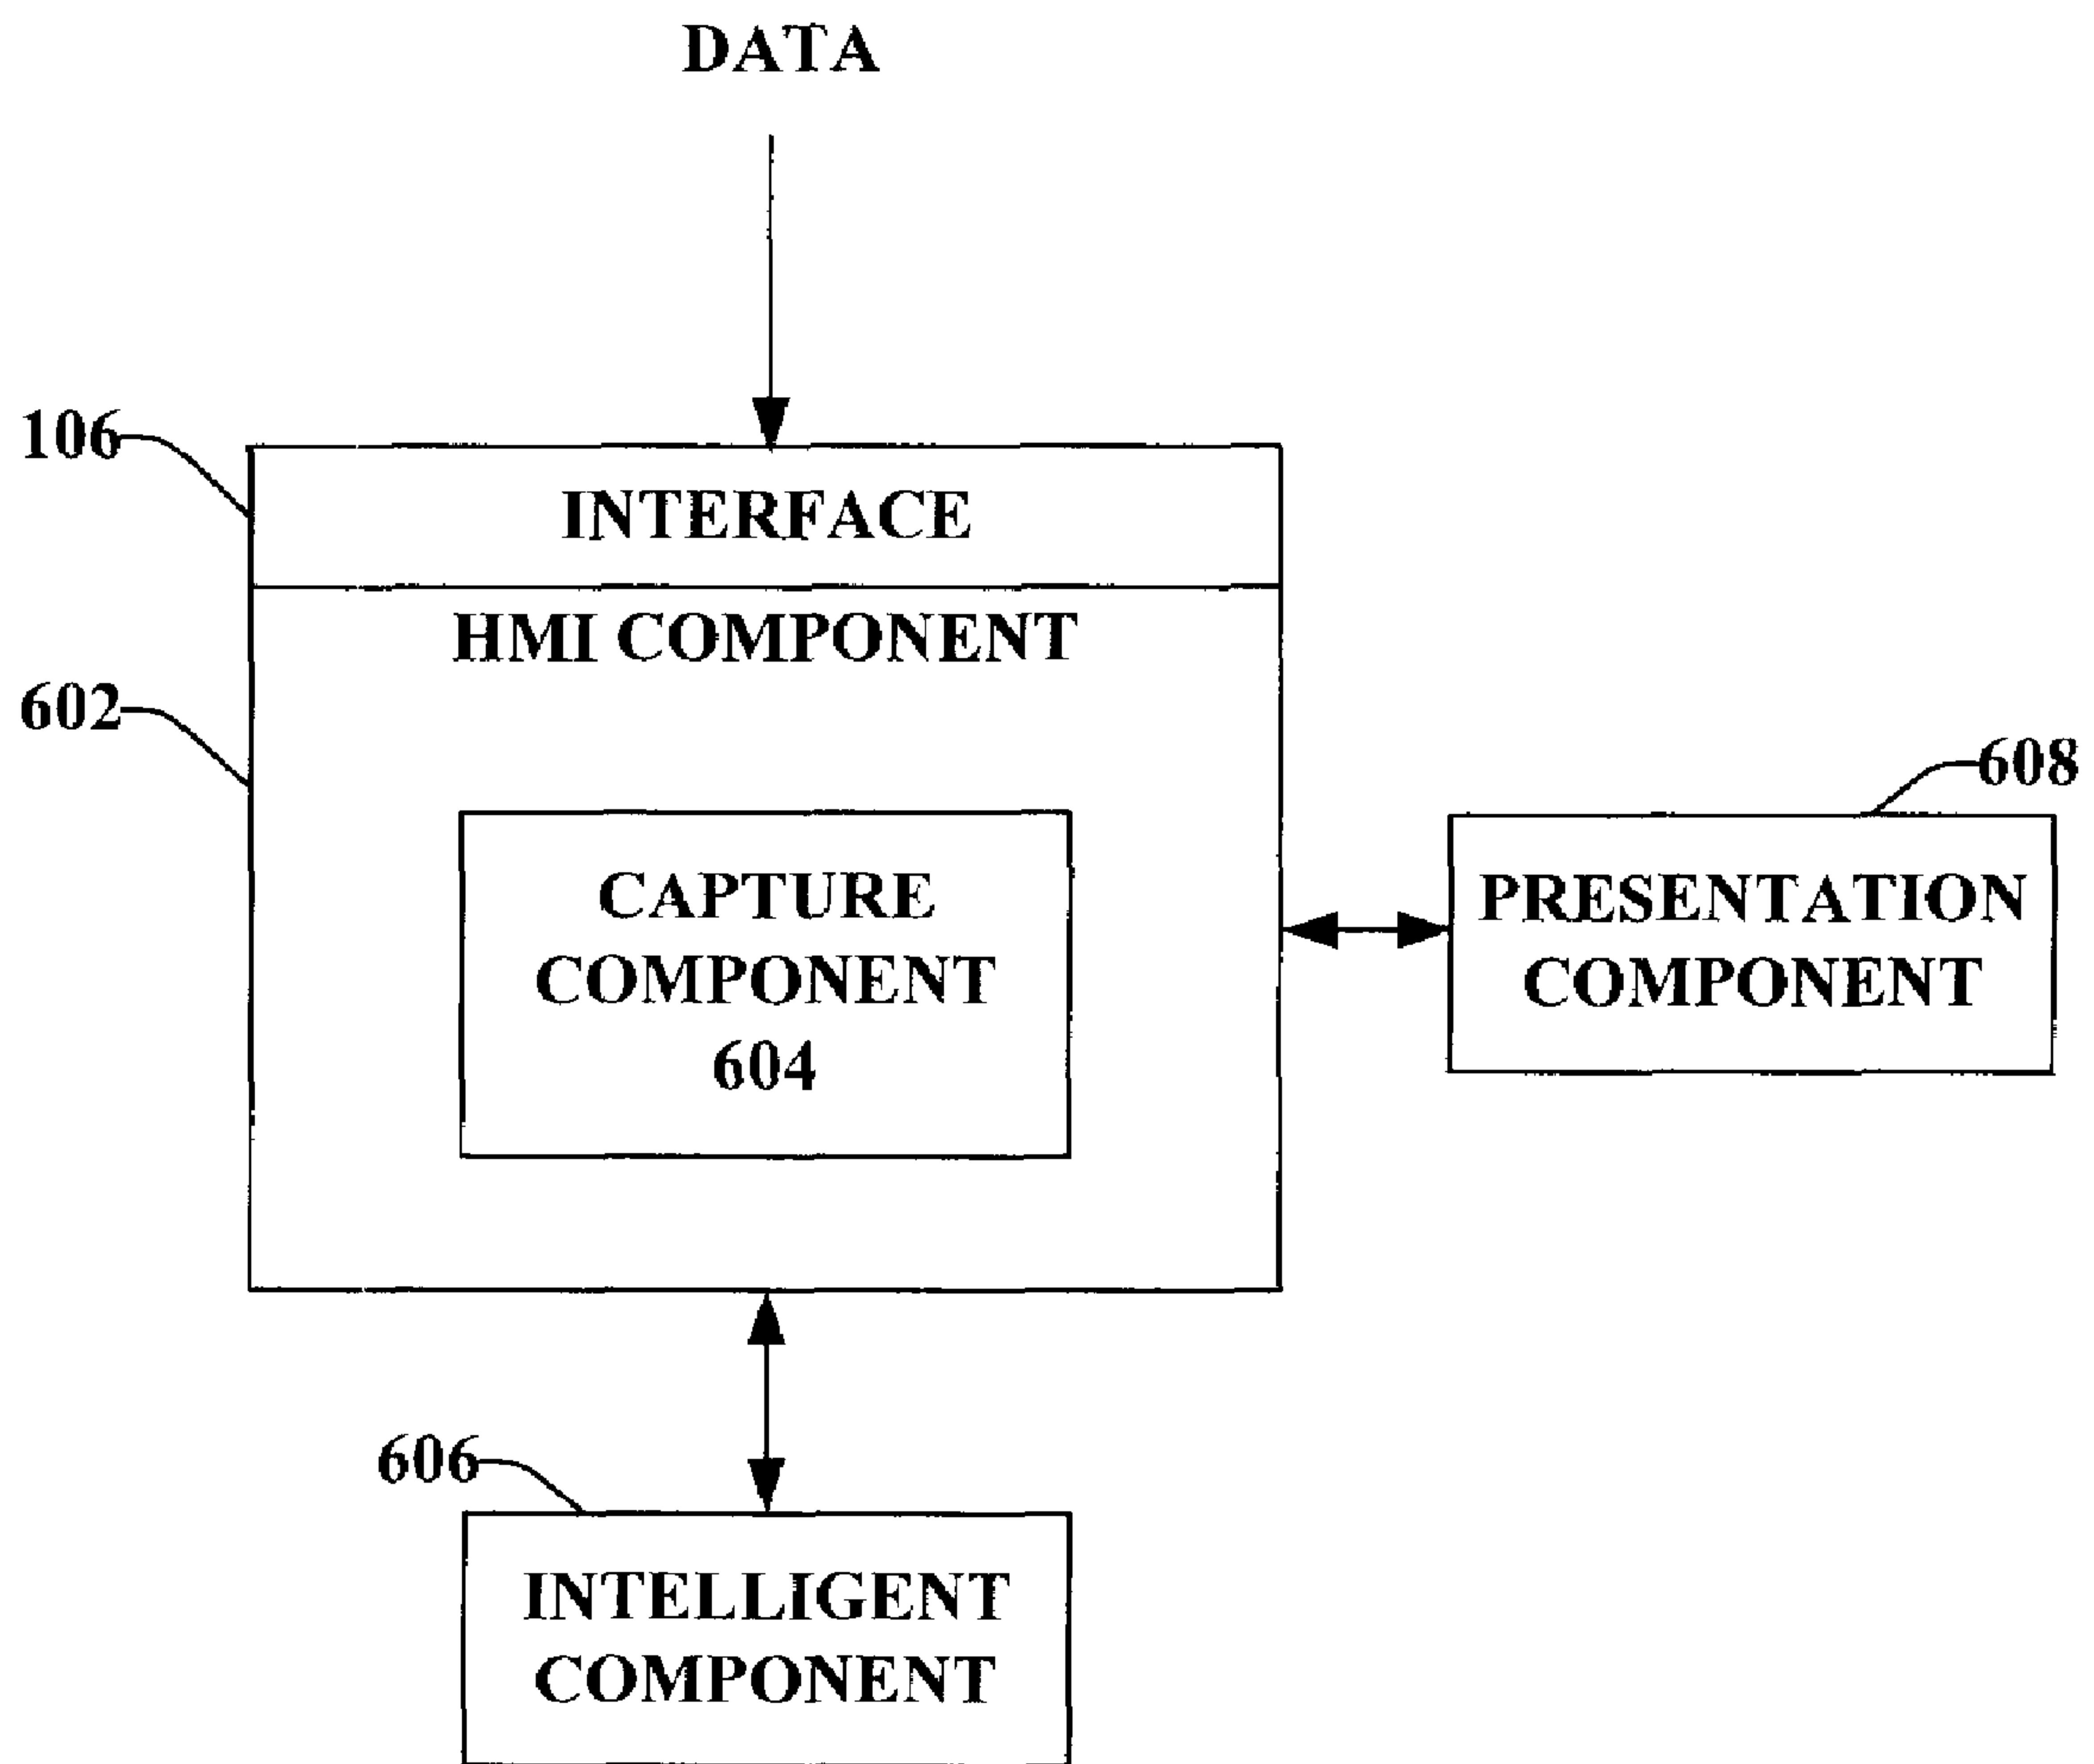 DATA
106
INTERFACE
HMI COMPONENT
602
608
CAPTURE
COMPONENT
604
PRESENTATION
COMPONENT
606
INTELLIGENT
COMPONENT